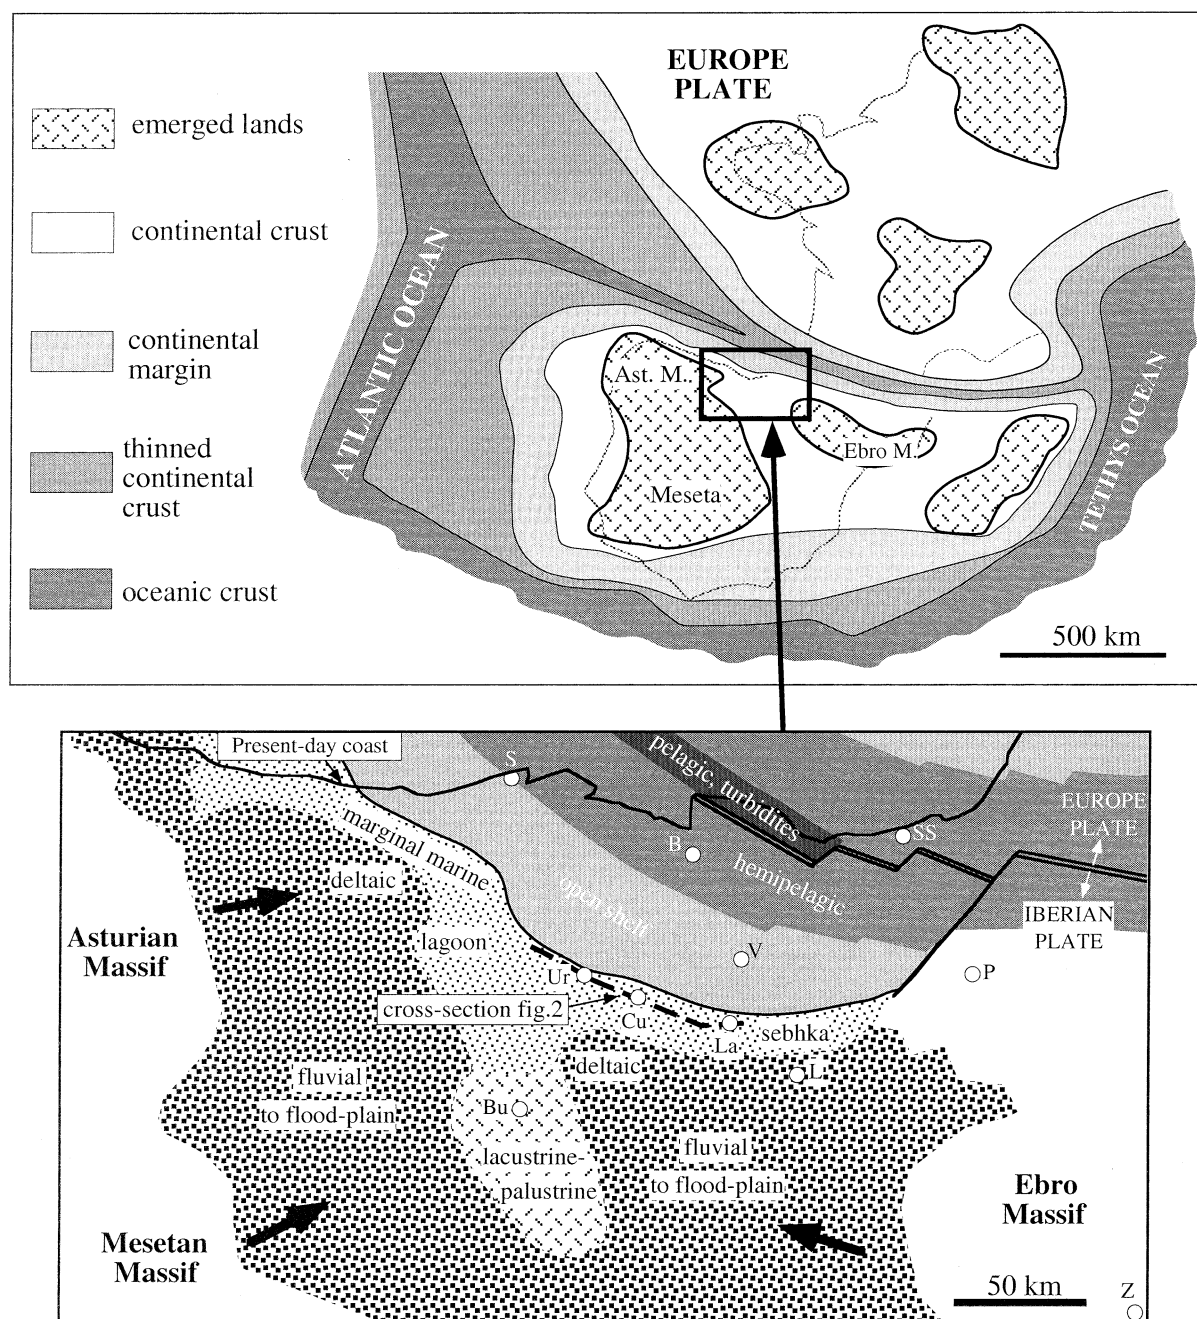 EUROPE
PLATE
emerged lands
continental crust
continental
margin
thinned
continental
crust
oceanic crust
ATLANTIC OCEAN
TETHYS OCEAN
Ast. M.
Ebro M.
Meseta
500 km
Present-day coast
S
pelagic, turbidites
EUROPE
PLATE
SS
B
marginal marine
hemipelagic
deltaic
open shelf
IBERIAN
PLATE
Asturian
Massif
lagoon
V
P
Ur
cross-section fig.2
Cu
La
sebhka
deltaic
L
fluvial
to flood-plain
Bu
lacustrine-
palustrine
fluvial
to flood-plain
Ebro
Massif
Mesetan
Massif
50 km
Z